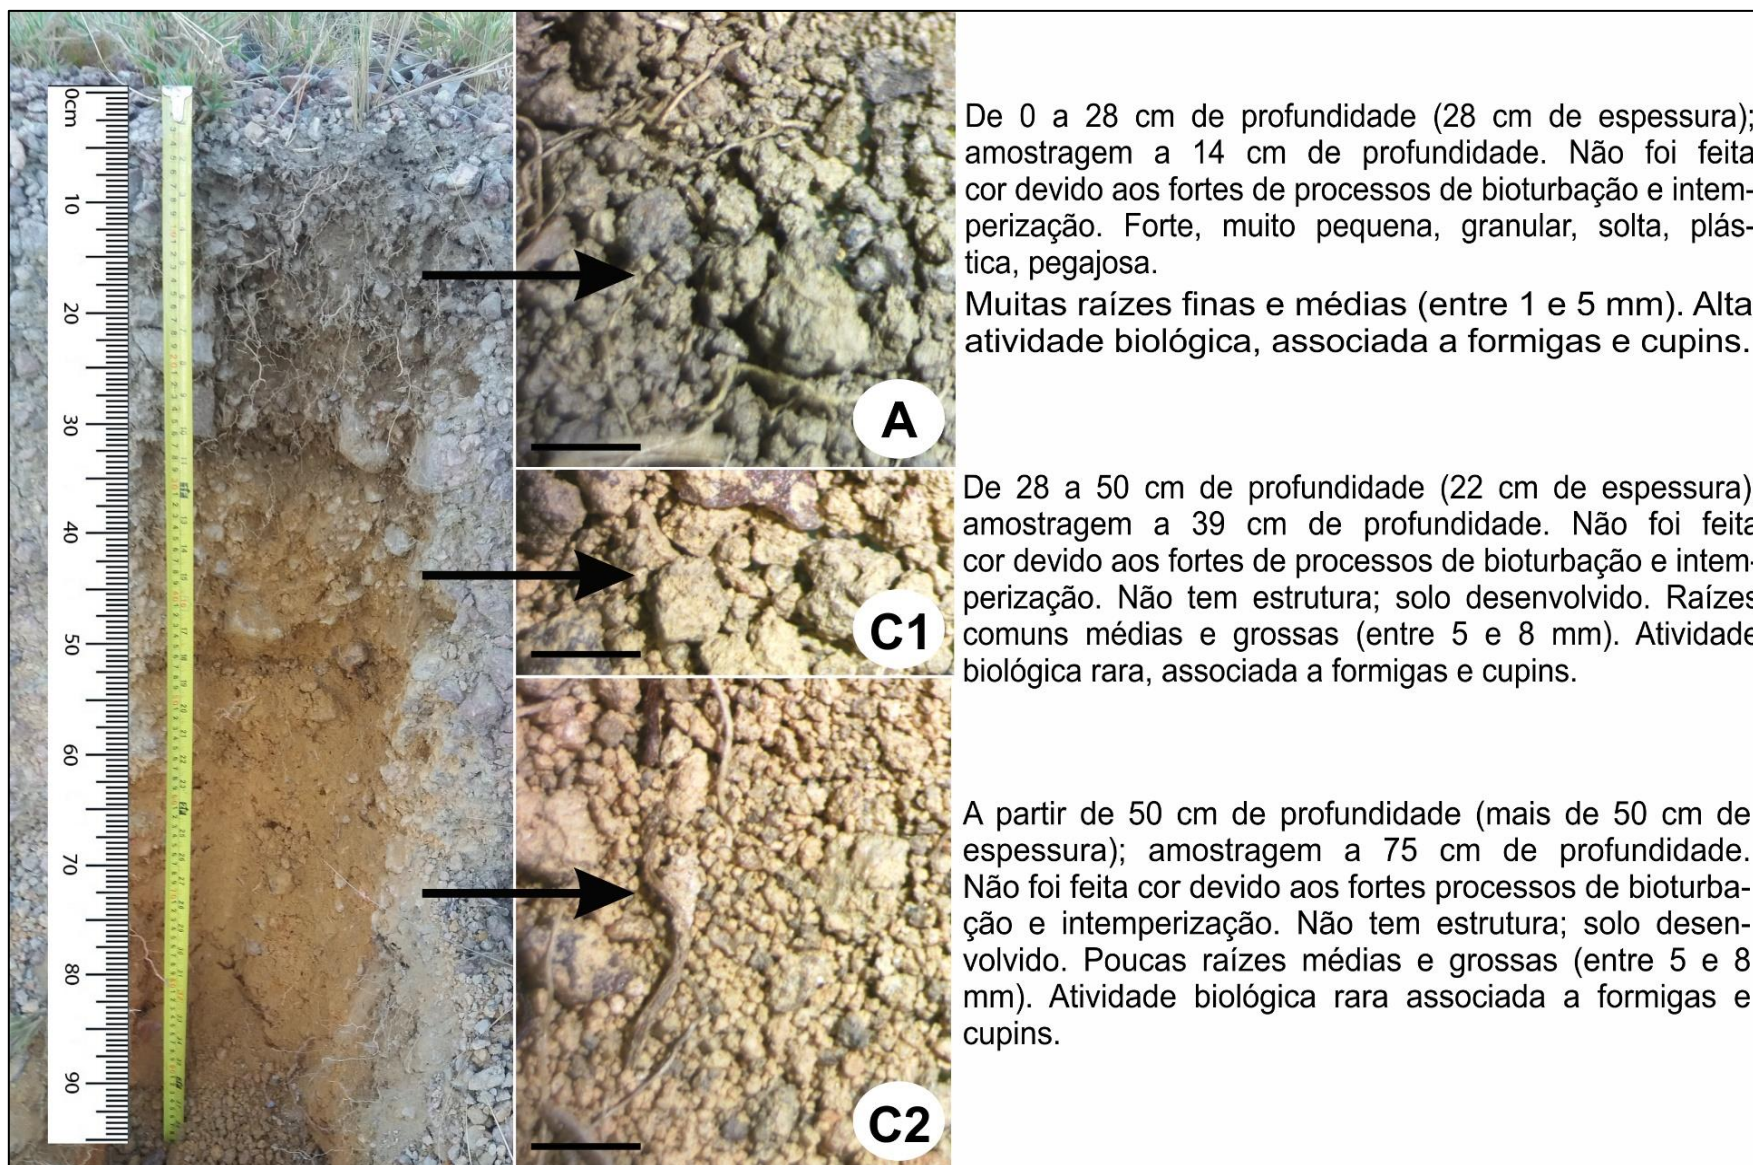 0cm
10
20
30
40
50
60
70
80
90
A
C1
C2
De 0 a 28 cm de profundidade (28 cm de espessura);
amostragem a 14 cm de profundidade. Não foi feita
cor devido aos fortes de processos de bioturbação e intem-
perização. Forte, muito pequena, granular, solta, plás-
tica, pegajosa.
Muitas raízes finas e médias (entre 1 e 5 mm). Alta
atividade biológica, associada a formigas e cupins.
De 28 a 50 cm de profundidade (22 cm de espessura)
amostragem a 39 cm de profundidade. Não foi feita
cor devido aos fortes de processos de bioturbação e intem-
perização. Não tem estrutura; solo desenvolvido. Raízes
comuns médias e grossas (entre 5 e 8 mm). Atividade
biológica rara, associada a formigas e cupins.
A partir de 50 cm de profundidade (mais de 50 cm de
espessura); amostragem a 75 cm de profundidade.
Não foi feita cor devido aos fortes processos de bioturba-
ção e intemperização. Não tem estrutura; solo desen-
volvido. Poucas raízes médias e grossas (entre 5 e 8
mm). Atividade biológica rara associada a formigas e
cupins.